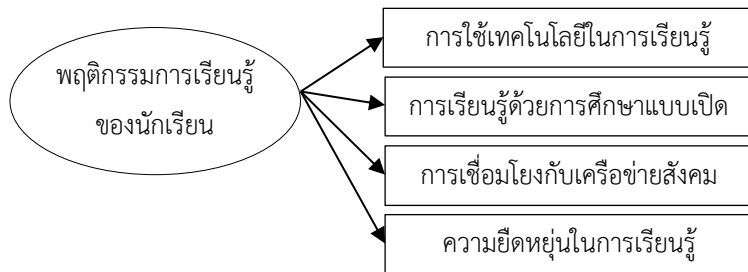 พฤติกรรมการเรียนรู้
ของนักเรียน
การใช้เทคโนโลยีในการเรียนรู้
การเรียนรู้ด้วยการศึกษาแบบเปิด
การเชื่อมโยงกับเครือข่ายสังคม
ความยืดหยุ่นในการเรียนรู้